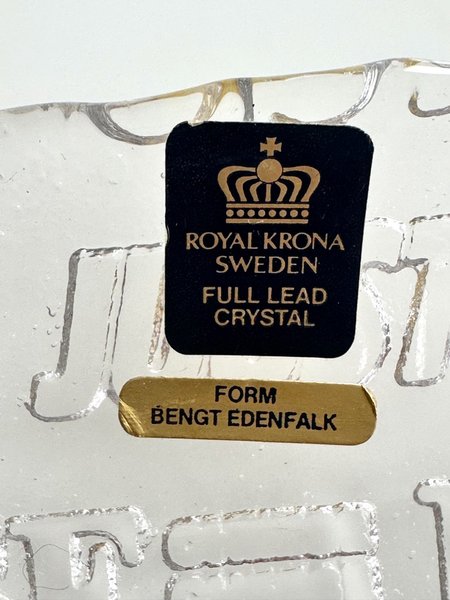 ROYAL KRONA
SWEDEN
FULL LEAD
CRYSTAL
FORM
BENGT EDENFALK